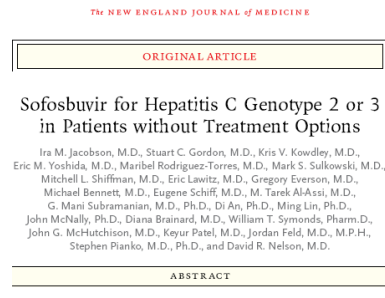 The NEW ENGLAND JOURNAL of MEDICINE
ORIGINAL ARTICLE
Sofosbuvir for Hepatitis C Genotype 2 or 3
in Patients without Treatment Options
Ira M. Jacobson, M.D., Stuart C. Gordon, M.D., Kris V. Kowdley, M.D.,
Eric M. Yoshida, M.D., Maribel Rodriguez-Torres, M.D., Mark S. Sulkowski, M.D.,
Mitchell L. Shiffman, M.D., Eric Lawitz, M.D., Gregory Everson, M.D.,
Michael Bennett, M.D., Eugene Schiff, M.D., M. Tarek Al-Assi, M.D.,
G. Mani Subramanian, M.D., Ph.D., Di An, Ph.D., Ming Lin, Ph.D.,
John McNally, Ph.D., Diana Brainard, M.D., William T. Symonds, Pharm.D.,
John G. McHutchison, M.D., Keyur Patel, M.D., Jordan Feld, M.D., M.P.H.,
Stephen Pianko, M.D., Ph.D., and David R. Nelson, M.D.
ABSTRACT